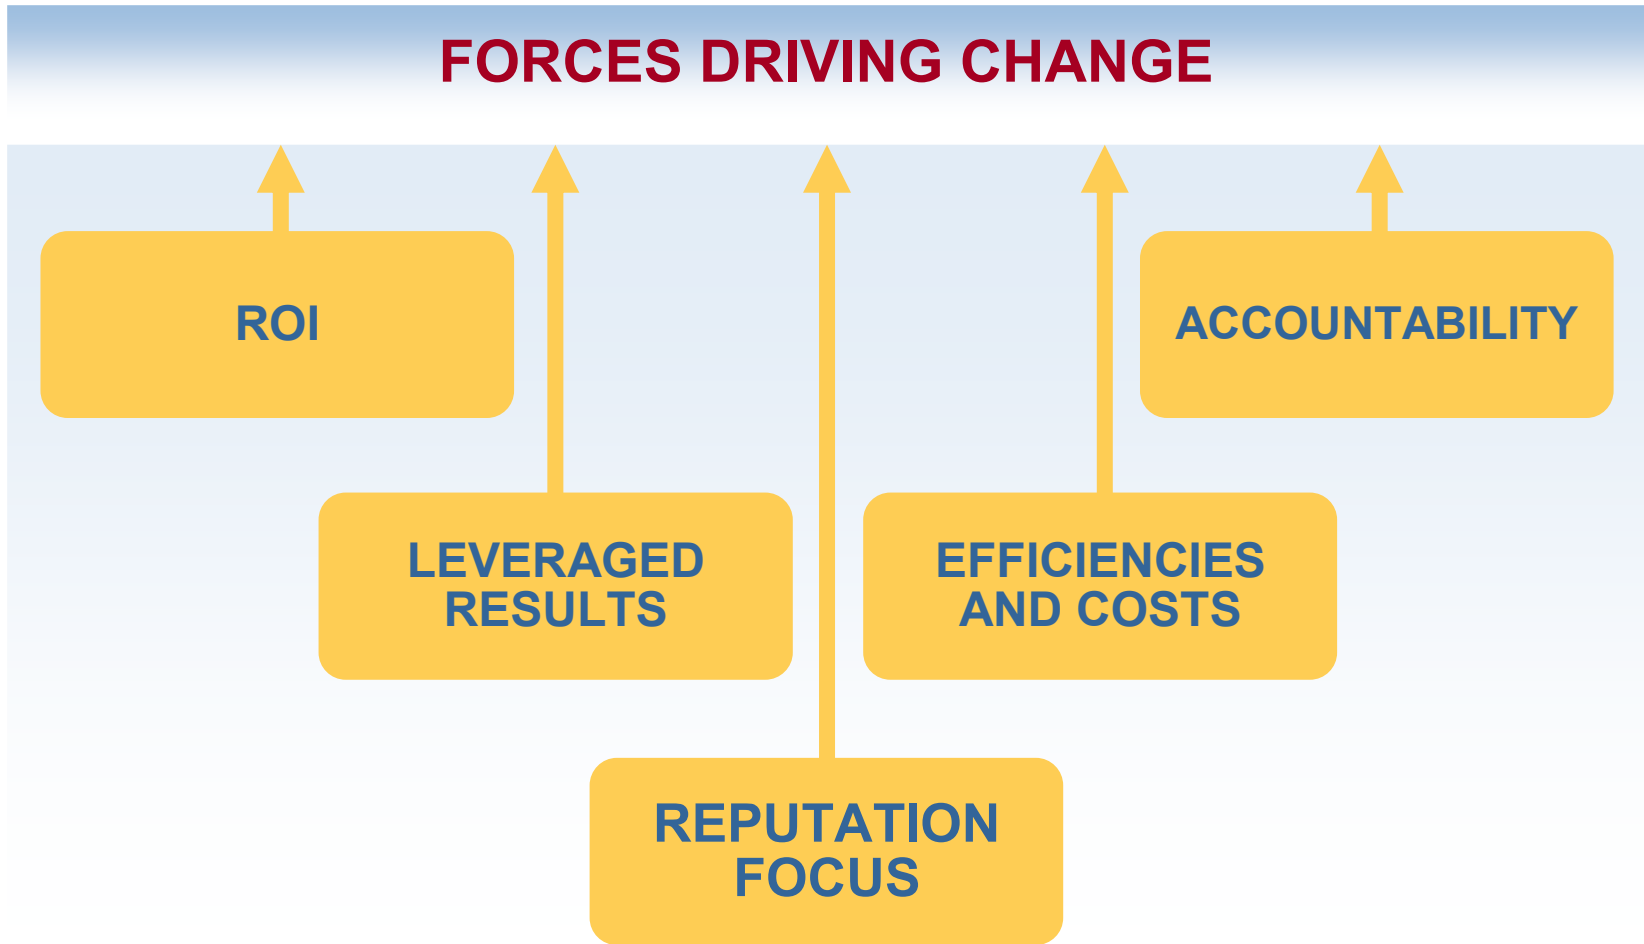 FORCES DRIVING CHANGE
ROI
ACCOUNTABILITY
LEVERAGED
RESULTS
EFFICIENCIES
AND COSTS
REPUTATION
FOCUS